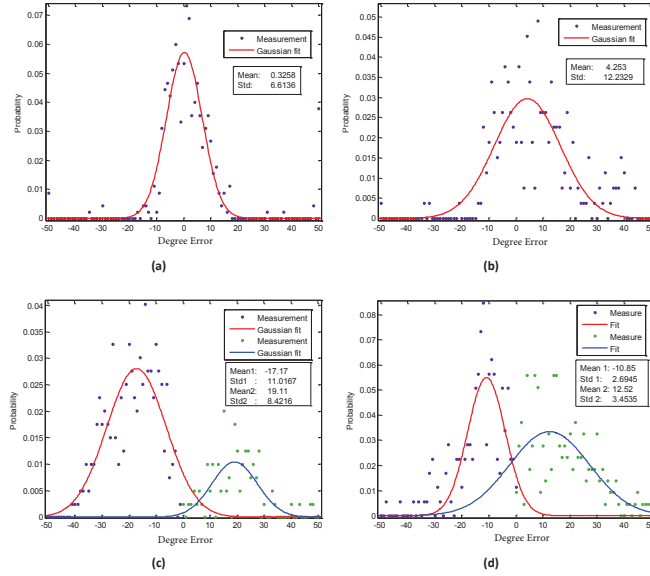 0.07
0.06
0.05
0.04
0.03
0.02
0.01
0
Probability
-50 -40 -30 -20 -10 0 10 20 30 40 50
Degree Error
Measurement
Gaussian fit
Mean: 0.3258
Std: 6.6136
(a)
0.05
0.045
0.04
0.035
0.03
0.025
0.02
0.015
0.01
0.005
0
Probability
-50 -40 -30 -20 -10 0 10 20 30 40 50
Degree Error
Measurement
Gaussian fit
Mean: 4.253
Std: 12.2329
(b)
0.04
0.035
0.03
0.025
0.02
0.015
0.01
0.005
0
Probability
-50 -40 -30 -20 -10 0 10 20 30 40 50
Degree Error
Measurement
Gaussian fit
Measurement
Gaussian fit
Mean1: -17.17
Std1 : 11.0167
Mean2: 19.11
Std2 : 8.4216
(c)
0.08
0.07
0.06
0.05
0.04
0.03
0.02
0.01
0
Probability
-50 -40 -30 -20 -10 0 10 20 30 40 50
Degree Error
Measure
Fit
Measure
Fit
Mean 1: -10.85
Std 1: 2.6945
Mean 2: 12.52
Std 2: 3.4535
(d)